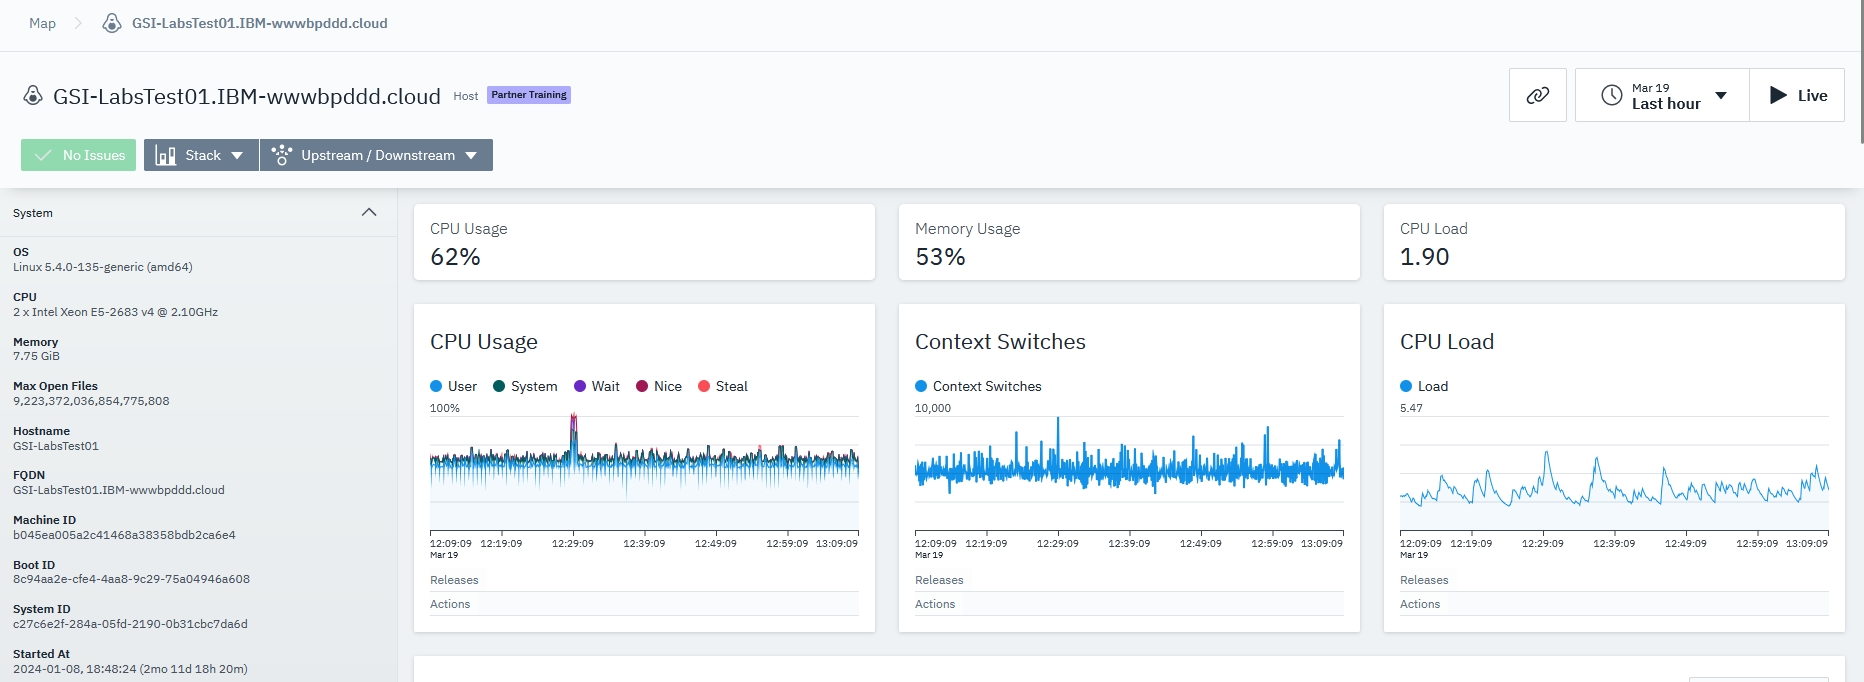 Map
GSI-LabsTest01.IBM-wwwbpddd.cloud
GSI-LabsTest01.IBM-wwwbpddd.cloud Host Partner Training
Mar 19
Last hour
Live
No Issues
Stack
Upstream / Downstream
System
OS
Linux 5.4.0-135-generic (amd64)
CPU
2 x Intel Xeon E5-2683 v4 @ 2.10GHz
Memory
7.75 GiB
Max Open Files
9,223,372,036,854,775,808
Hostname
GSI-LabsTest01
FQDN
GSI-LabsTest01.IBM-wwwbpddd.cloud
Machine ID
b045ea005a2c41468a38358bdb2ca6e4
Boot ID
8c94aa2e-cfe4-4aa8-9c29-75a04946a608
System ID
c27c6e2f-284a-05fd-2190-0b31cbc7da6d
Started At
2024-01-08, 18:48:24 (2mo 11d 18h 20m)
CPU Usage
62%
Memory Usage
53%
CPU Load
1.90
CPU Usage
User System Wait Nice Steal
100%
12:09:09 12:19:09 12:29:09 12:39:09 12:49:09 12:59:09 13:09:09
Mar 19
Releases
Actions
Context Switches
Context Switches
10,000
12:09:09 12:19:09 12:29:09 12:39:09 12:49:09 12:59:09 13:09:09
Mar 19
Releases
Actions
CPU Load
Load
5.47
12:09:09 12:19:09 12:29:09 12:39:09 12:49:09 12:59:09 13:09:09
Mar 19
Releases
Actions